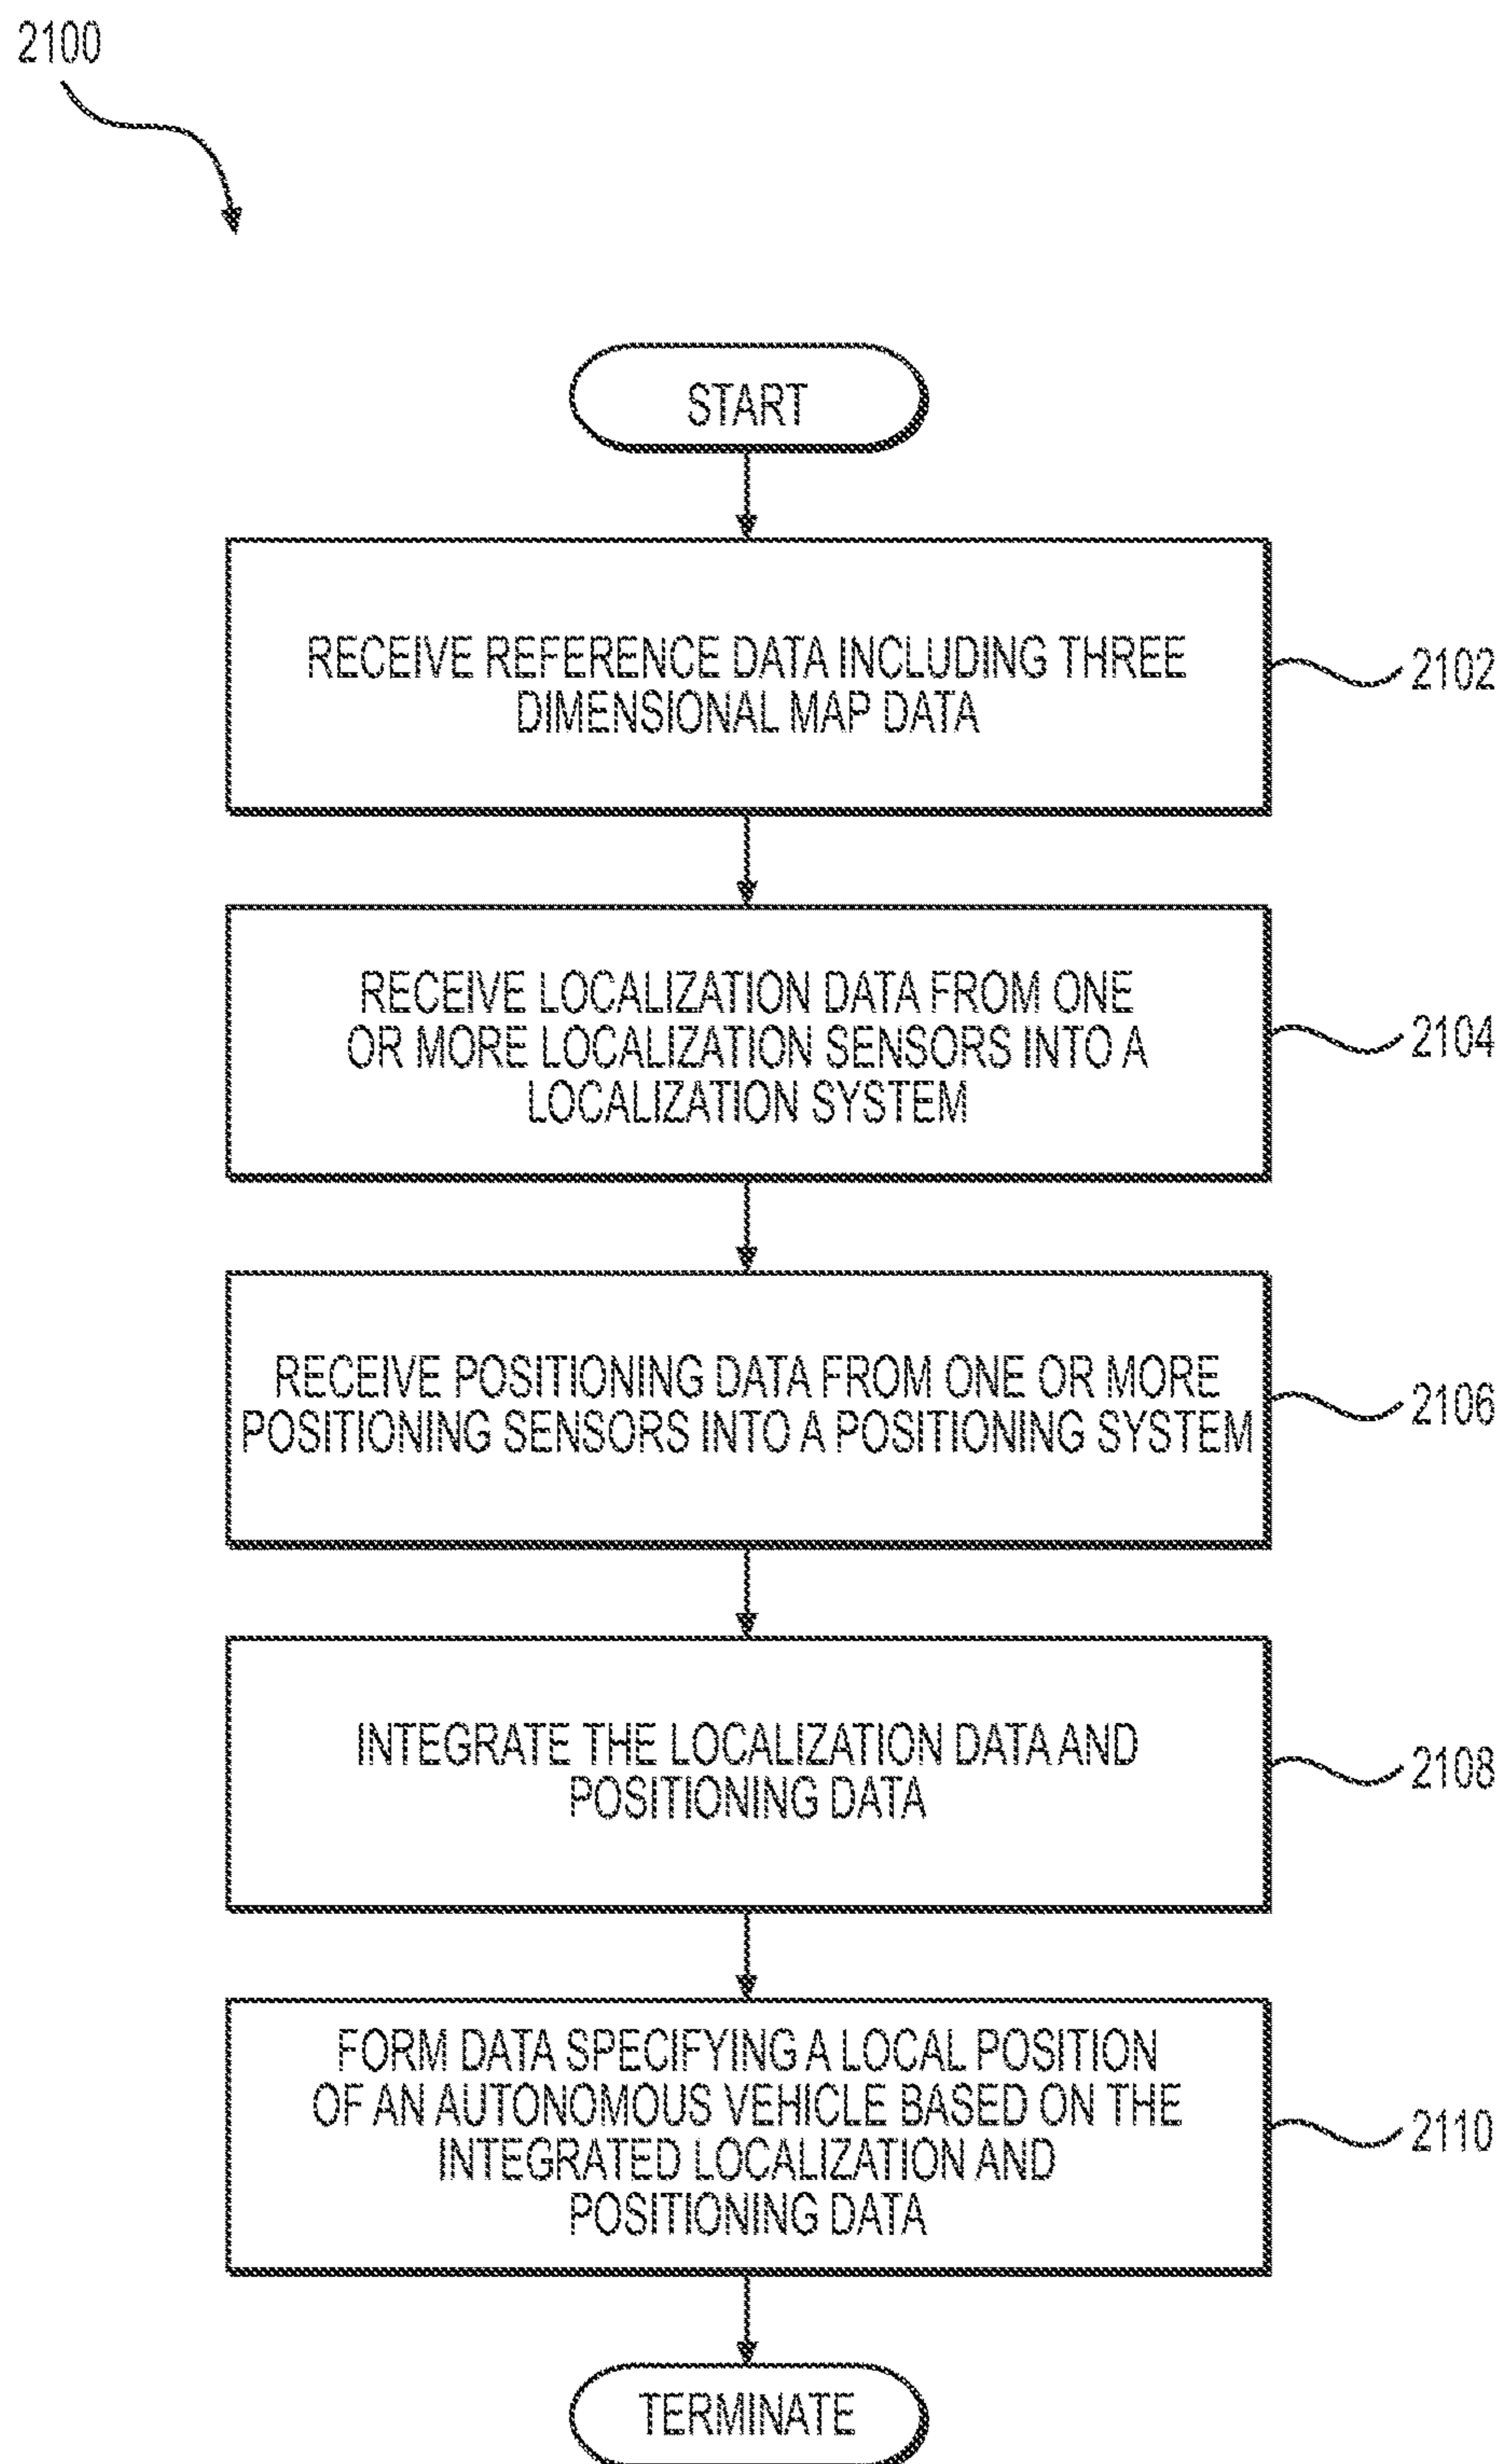 2100
START
RECEIVE REFERENCE DATA INCLUDING THREE
DIMENSIONAL MAP DATA
2102
RECEIVE LOCALIZATION DATA FROM ONE
OR MORE LOCALIZATION SENSORS INTO A
LOCALIZATION SYSTEM
2104
RECEIVE POSITIONING DATA FROM ONE OR MORE
POSITIONING SENSORS INTO A POSITIONING SYSTEM
2106
INTEGRATE THE LOCALIZATION DATA AND
POSITIONING DATA
2108
FORM DATA SPECIFYING A LOCAL POSITION
OF AN AUTONOMOUS VEHICLE BASED ON THE
INTEGRATED LOCALIZATION AND
POSITIONING DATA
2110
TERMINATE